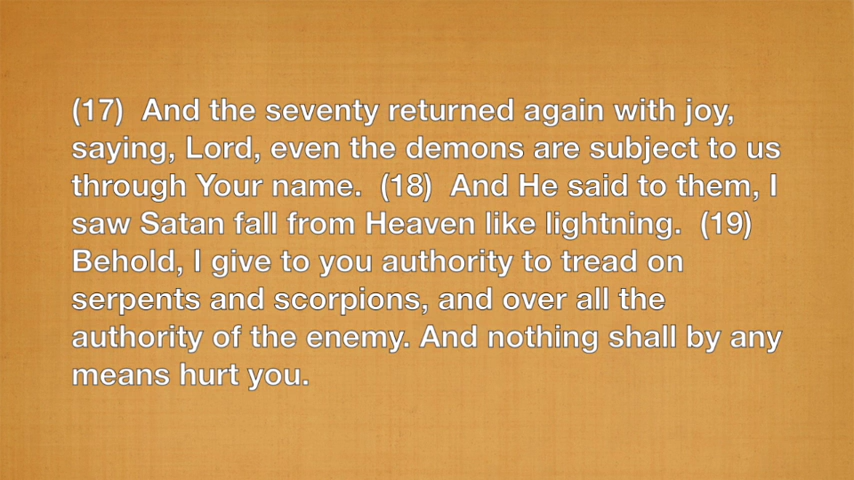 (17)  And the seventy returned again with joy,
saying, Lord, even the demons are subject to us
through Your name.  (18)  And He said to them, I
saw Satan fall from Heaven like lightning.  (19)
Behold, I give to you authority to tread on
serpents and scorpions, and over all the
authority of the enemy. And nothing shall by any
means hurt you.